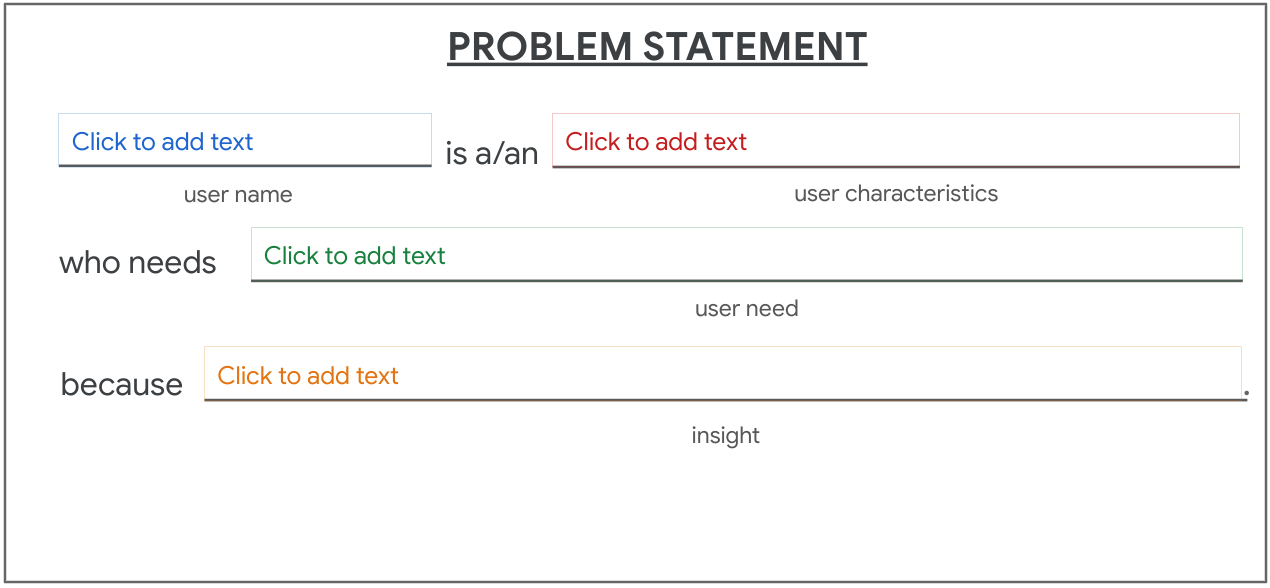 PROBLEM STATEMENT
Click to add text is a/an Click to add text
user name user characteristics
who needs Click to add text
user need
because Click to add text .
insight